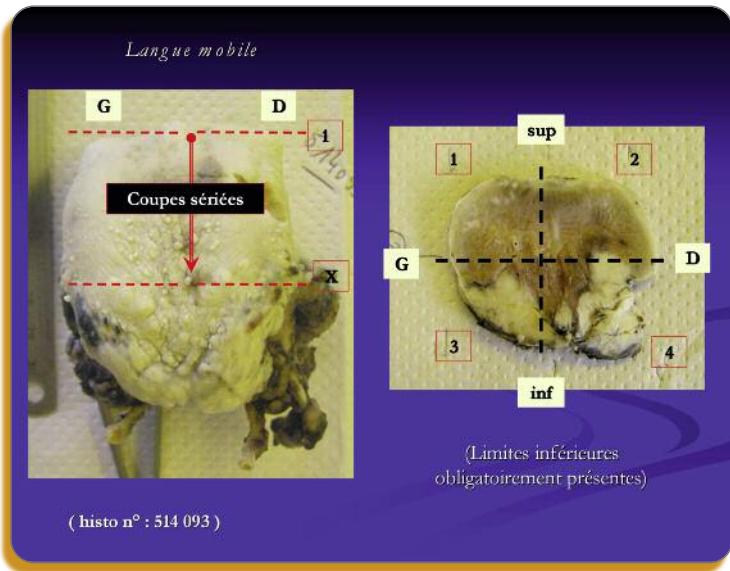 Langue mobile
G D
1
Coupes sériées
X
sup
1 2
G D
3 4
inf
(Limites inférieures
obligatoirement présentes)
( histo n° : 514 093 )